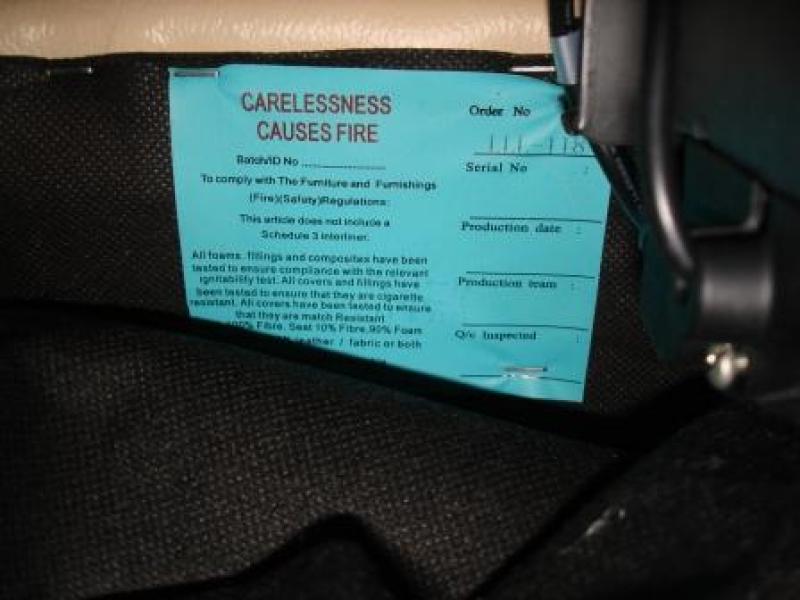 CARELESSNESS
CAUSES FIRE
Batch/ID No ....................
To comply with The Furniture and Furnishings
(Fire)(Safuty)Regulations:
This article does not include a
Schedule 3 interliner.
All foams, fillings and composites have been
tested to ensure compliance with the relevant
ignitability test. All covers and fillings have
been tested to ensure that they are cigarette
resistant. All covers have been tested to ensure
that they are match Resistant
100% Fibre. Seat 10% Fibre,90% Foam
leather / fabric or both
Order No
111-118
Serial No :
Production date :
Production team :
Q/c Inspected :